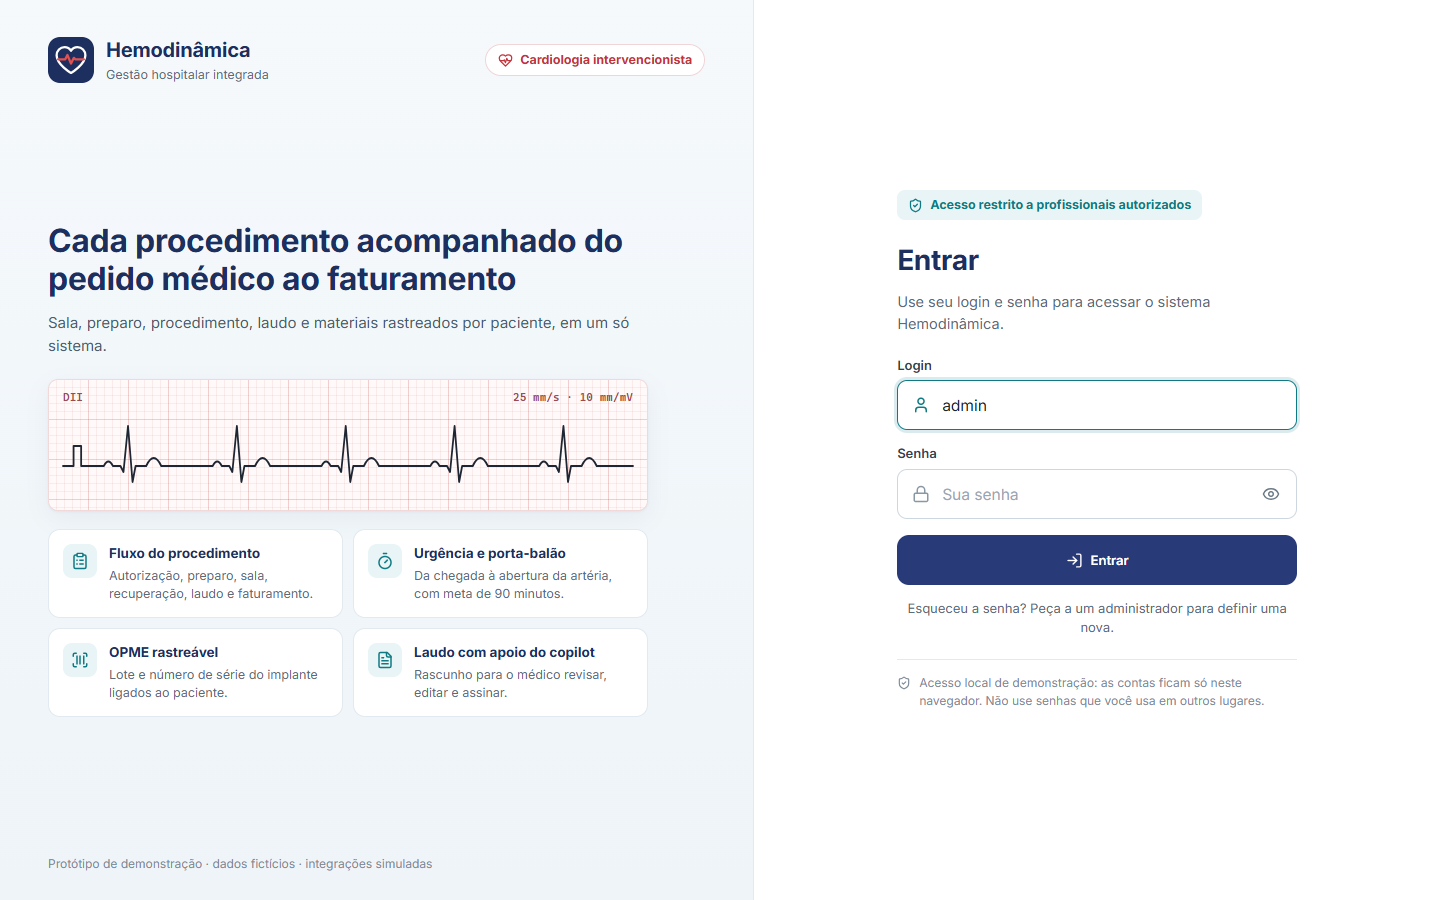 Hemodinâmica
Gestão hospitalar integrada
Cardiologia intervencionista
Cada procedimento acompanhado do
pedido médico ao faturamento
Sala, preparo, procedimento, laudo e materiais rastreados por paciente, em um só
sistema.
DII
25 mm/s · 10 mm/mV
Fluxo do procedimento
Autorização, preparo, sala,
recuperação, laudo e faturamento.
Urgência e porta-balão
Da chegada à abertura da artéria,
com meta de 90 minutos.
OPME rastreável
Lote e número de série do implante
ligados ao paciente.
Laudo com apoio do copilot
Rascunho para o médico revisar,
editar e assinar.
Protótipo de demonstração · dados fictícios · integrações simuladas
Acesso restrito a profissionais autorizados
Entrar
Use seu login e senha para acessar o sistema
Hemodinâmica.
Login
admin
Senha
Sua senha
Entrar
Esqueceu a senha? Peça a um administrador para definir uma
nova.
Acesso local de demonstração: as contas ficam só neste
navegador. Não use senhas que você usa em outros lugares.